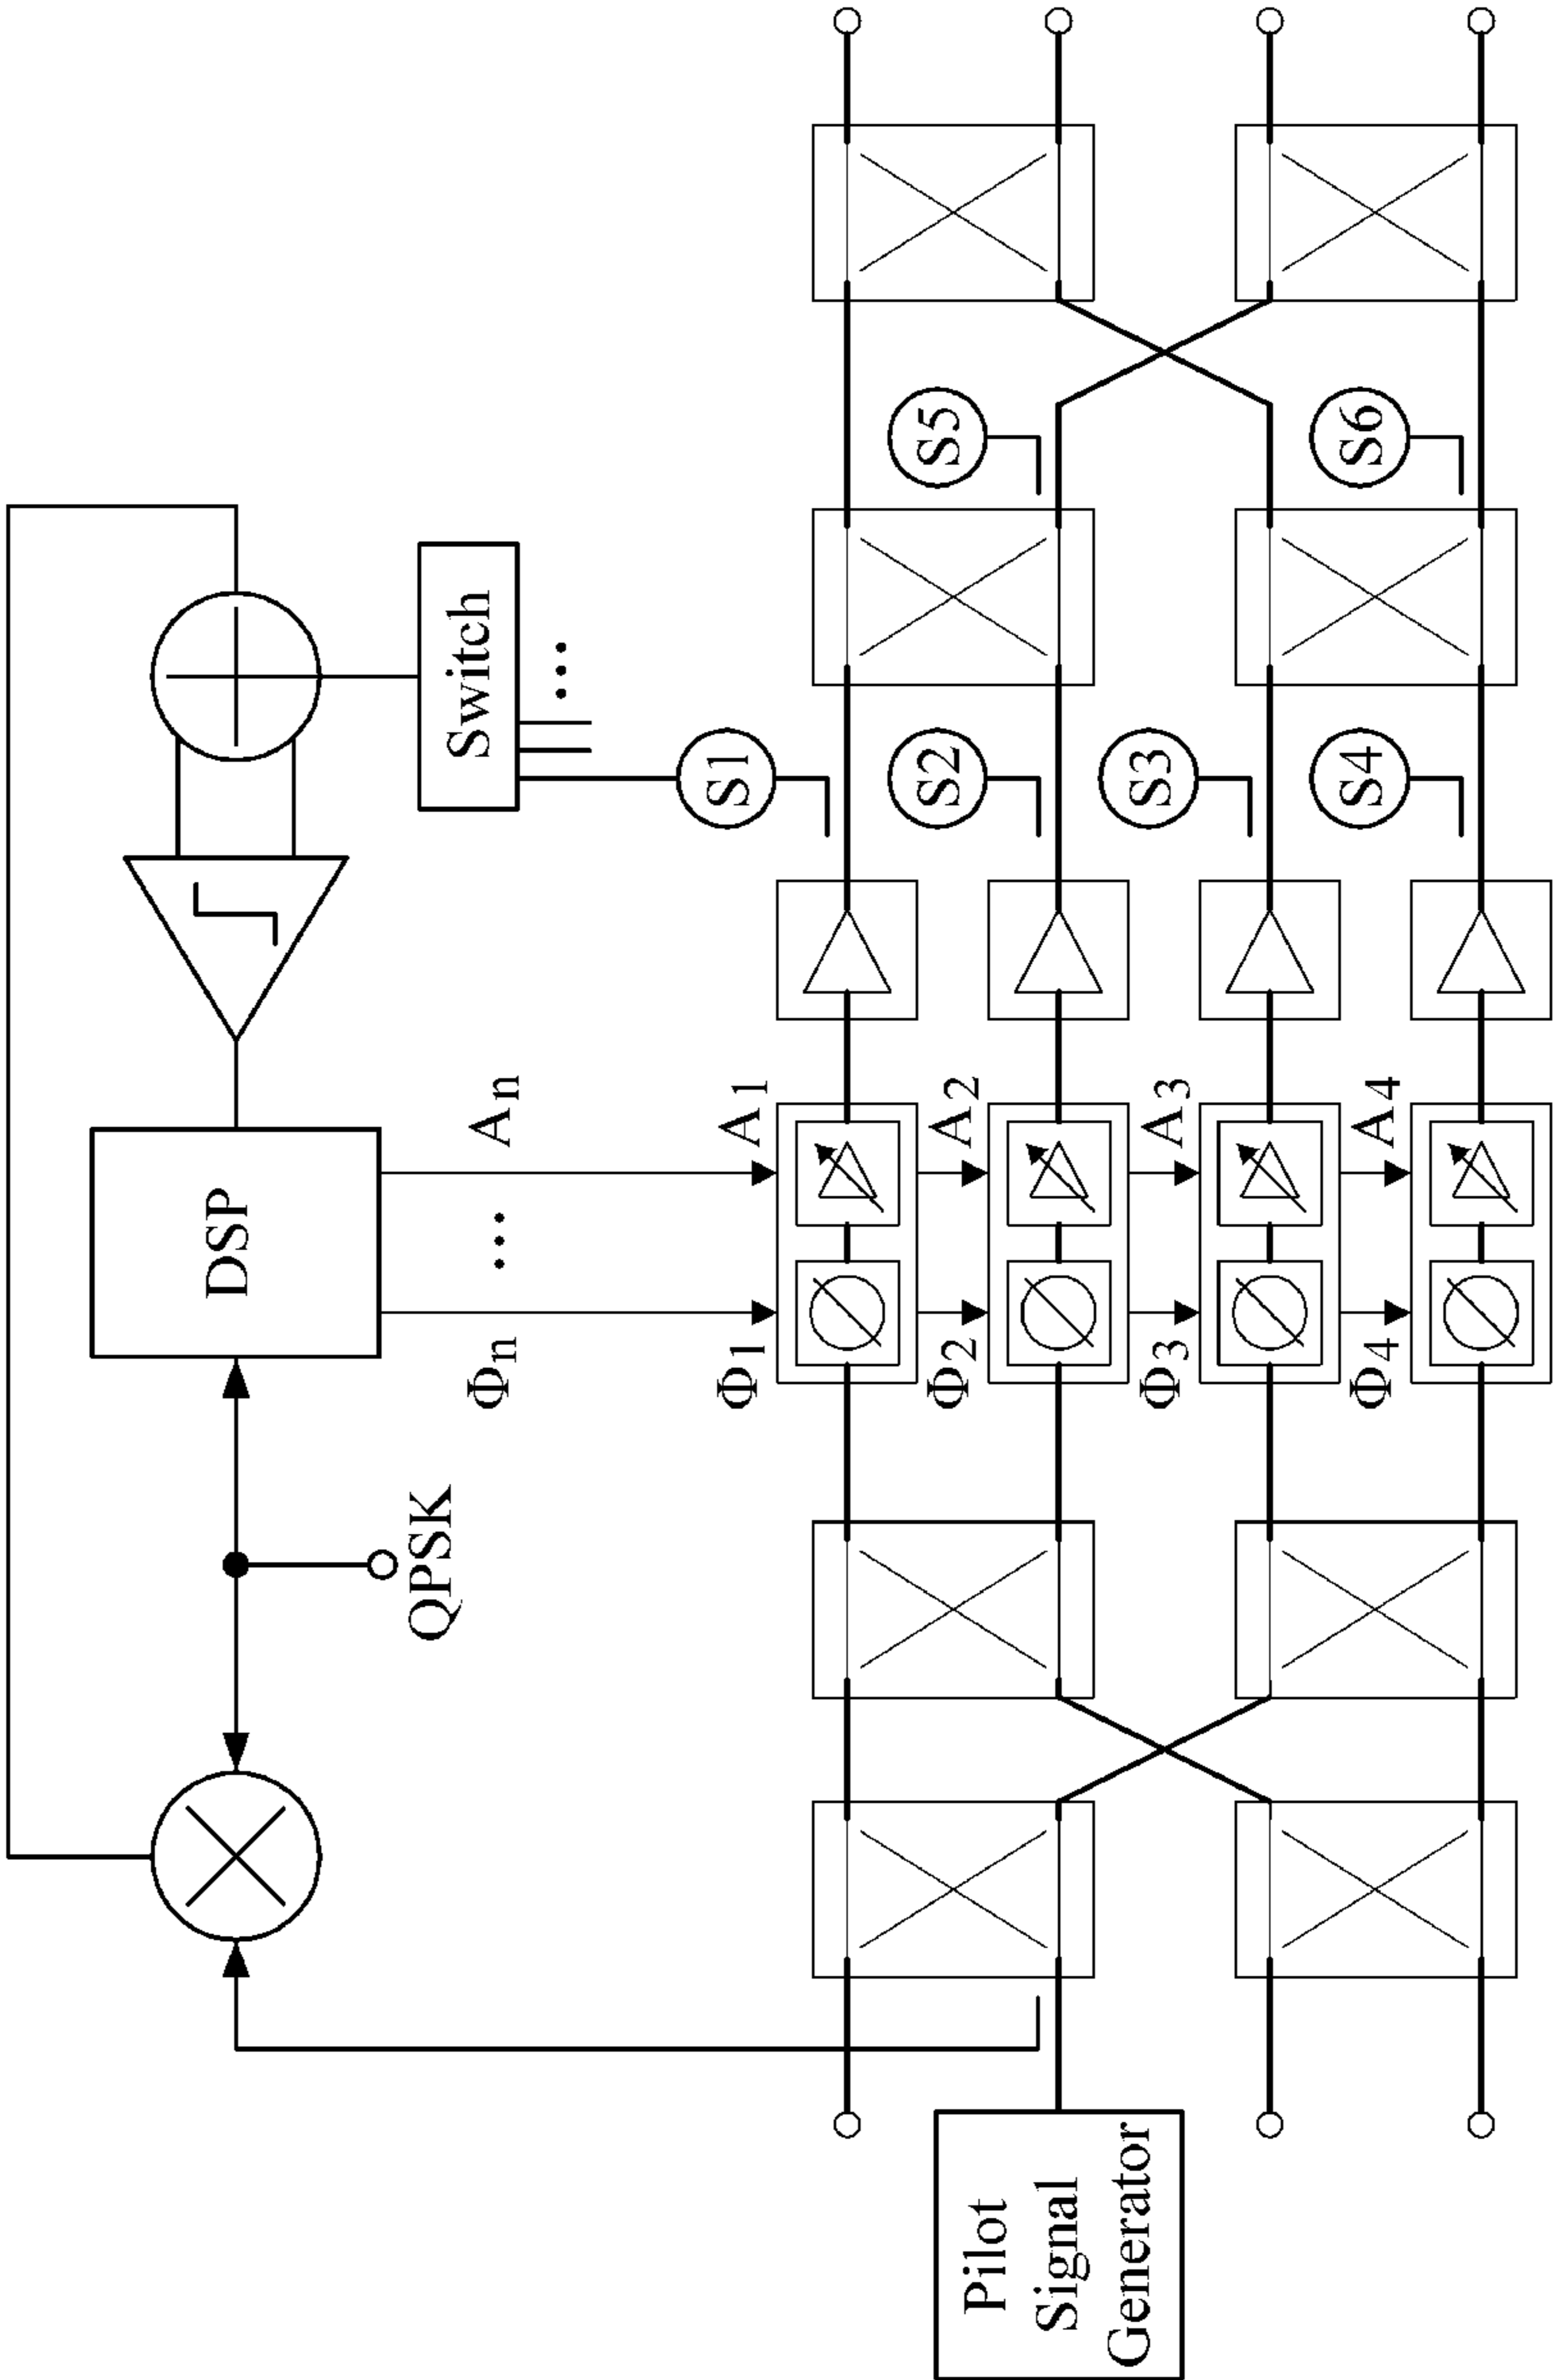 DSP
Switch
QPSK
Φn
An
S1
Φ1
A1
S2
S5
Φ2
A2
S3
Φ3
A3
S4
S6
Φ4
A4
Pilot
Signal
Generator